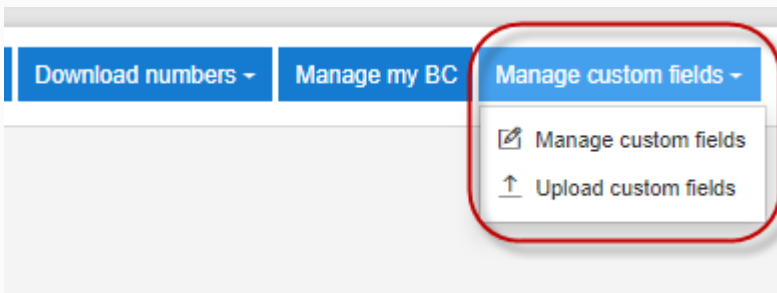 Download numbers
Manage my BC
Manage custom fields
Manage custom fields
Upload custom fields